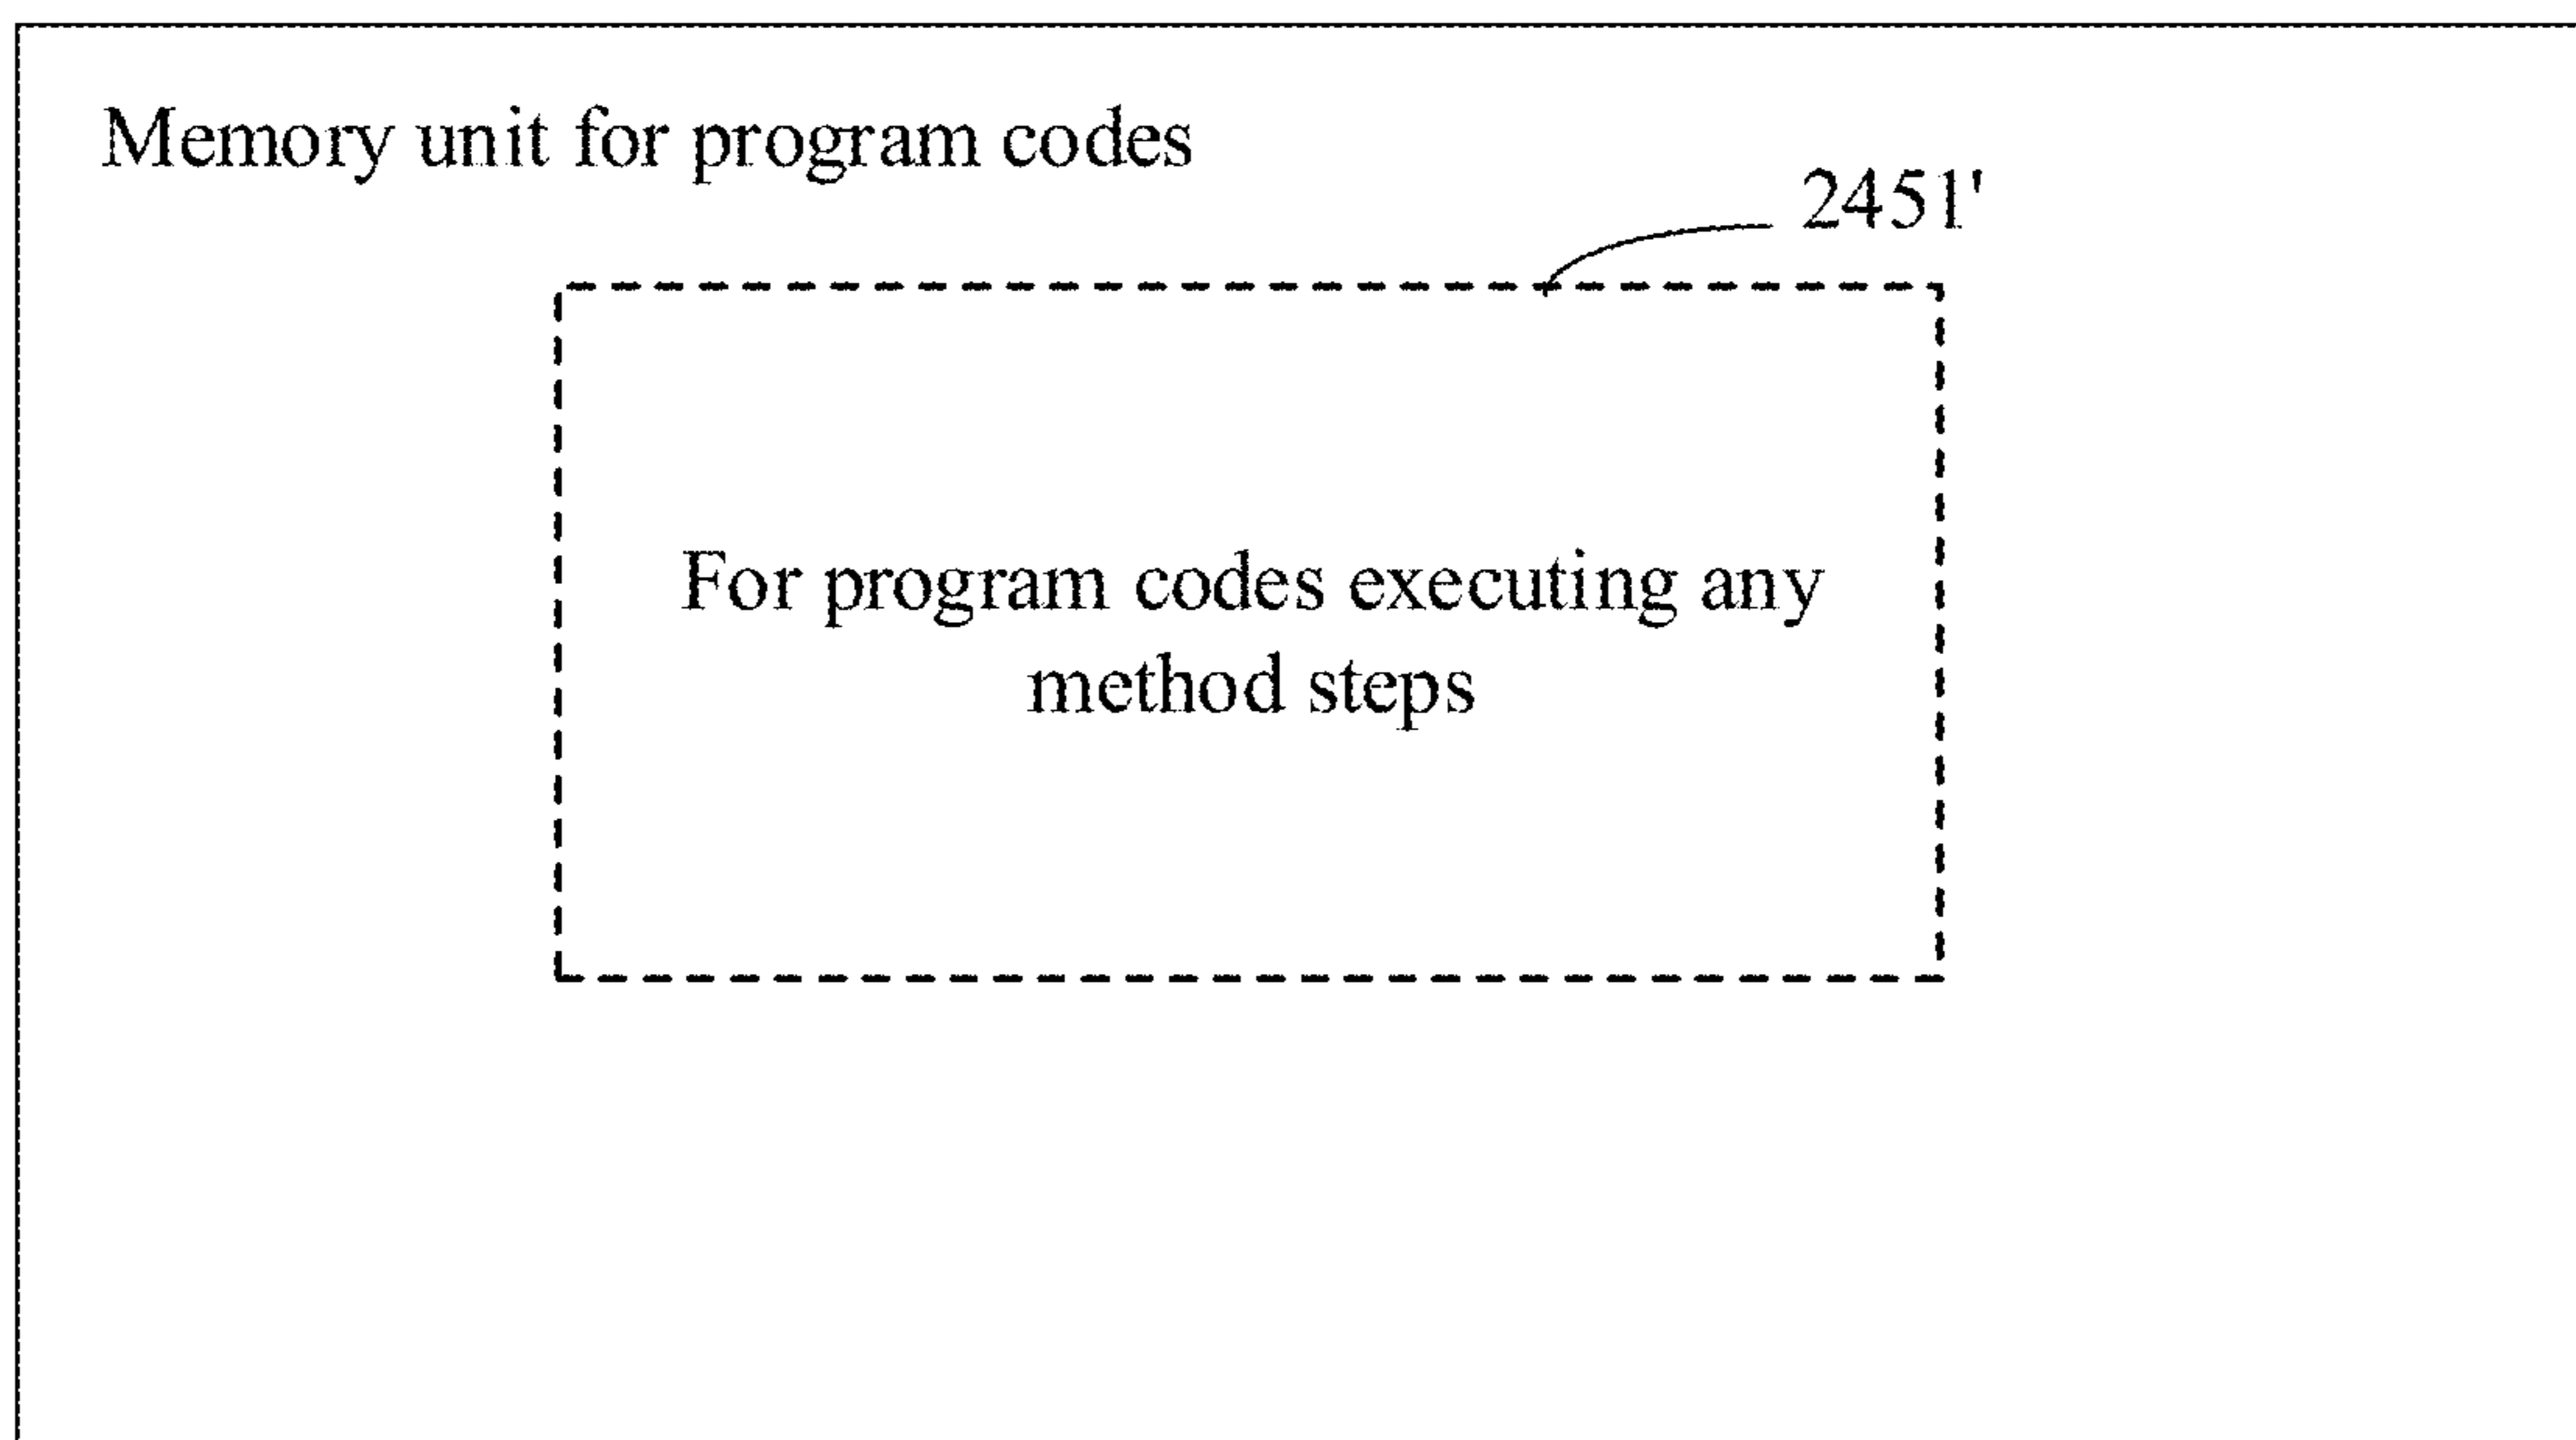 Memory unit for program codes
2451'
For program codes executing any
method steps